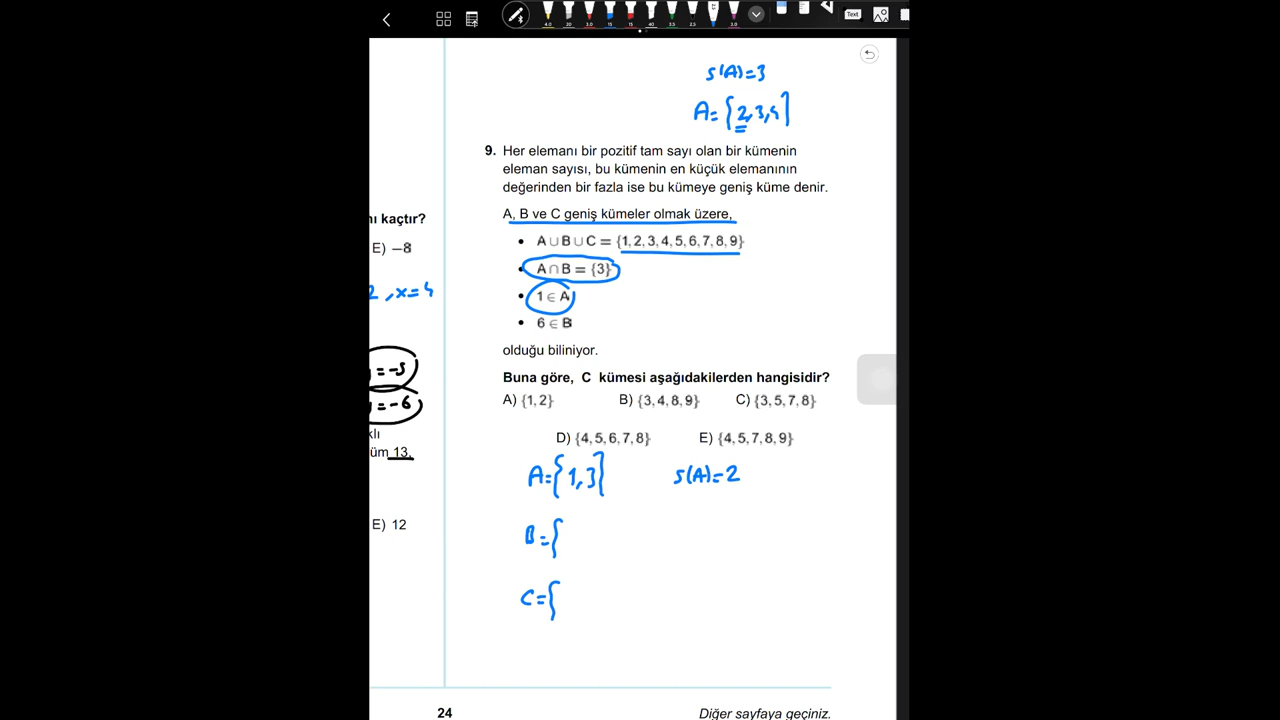 Text
s(A)=3
A={2,3,4}
9. Her elemanı bir pozitif tam sayı olan bir kümenin
eleman sayısı, bu kümenin en küçük elemanının
değerinden bir fazla ise bu kümeye geniş küme denir.
A, B ve C geniş kümeler olmak üzere,
• A∪B∪C = {1, 2, 3, 4, 5, 6, 7, 8, 9}
• A∩B = {3}
• 1 ∈ A
• 6 ∈ B
olduğu biliniyor.
Buna göre, C kümesi aşağıdakilerden hangisidir?
A) {1, 2} B) {3, 4, 8, 9} C) {3, 5, 7, 8}
D) {4, 5, 6, 7, 8} E) {4, 5, 7, 8, 9}
A={1,3} s(A)=2
B={
C={
kaçtır?
E) −8
2, x=4
=-5
=-6
13,
E) 12
24 Diğer sayfaya geçiniz.